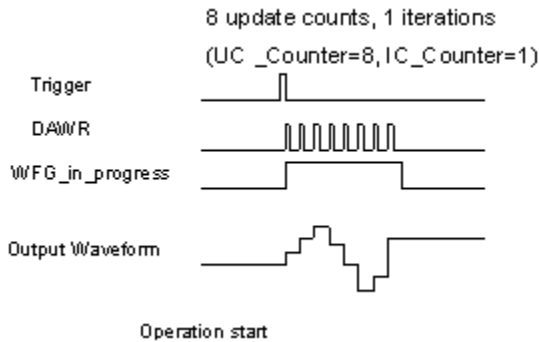 8 update counts, 1 iterations
(UC _Counter=8, IC_Counter=1)
Trigger
DAWR
WFG_in_progress
Output Waveform
Operation start